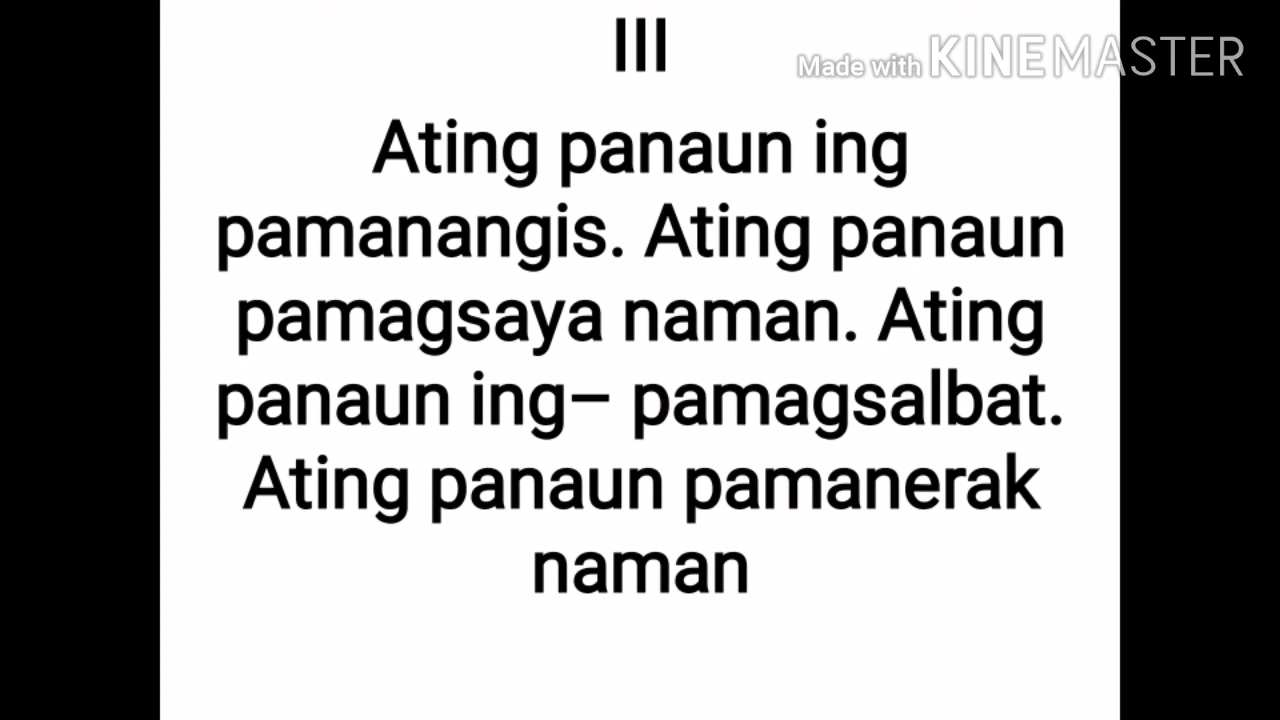 III
Made with KINEMASTER
Ating panaun ing
pamanangis. Ating panaun
pamagsaya naman. Ating
panaun ing– pamagsalbat.
Ating panaun pamanerak
naman